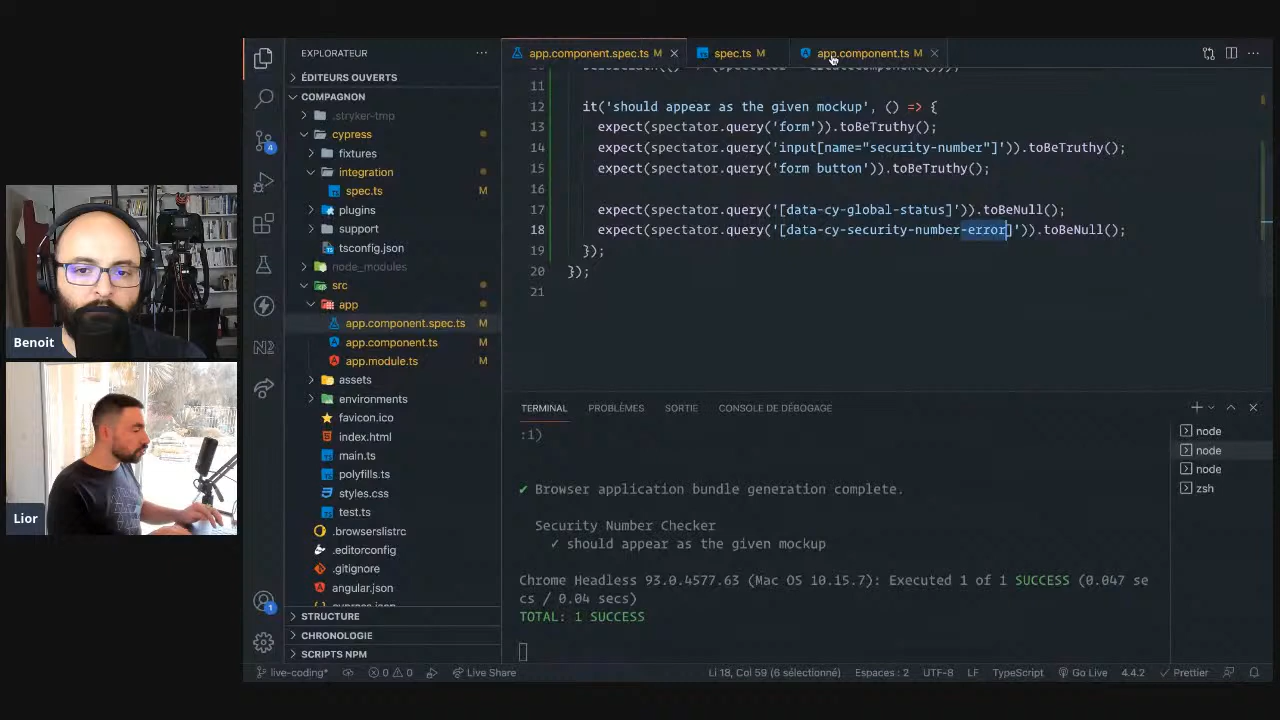 EXPLORATEUR
ÉDITEURS OUVERTS
COMPAGNON
.stryker-tmp
cypress
fixtures
integration
spec.ts M
plugins
support
tsconfig.json
node_modules
src
app
app.component.spec.ts M
app.component.ts M
app.module.ts M
assets
environments
favicon.ico
index.html
main.ts
polyfills.ts
styles.css
test.ts
.browserslistrc
.editorconfig
.gitignore
angular.json
STRUCTURE
CHRONOLOGIE
SCRIPTS NPM
4
1
Benoit
Lior
app.component.spec.ts M
spec.ts M
app.component.ts M
11
12 it('should appear as the given mockup', () => {
13 expect(spectator.query('form')).toBeTruthy();
14 expect(spectator.query('input[name="security-number"]')).toBeTruthy();
15 expect(spectator.query('form button')).toBeTruthy();
16
17 expect(spectator.query('[data-cy-global-status]')).toBeNull();
18 expect(spectator.query('[data-cy-security-number-error]')).toBeNull();
19 });
20 });
21
TERMINAL PROBLÈMES SORTIE CONSOLE DE DÉBOGAGE
:1)
✔ Browser application bundle generation complete.
Security Number Checker
✓ should appear as the given mockup
Chrome Headless 93.0.4577.63 (Mac OS 10.15.7): Executed 1 of 1 SUCCESS (0.047 se
cs / 0.04 secs)
TOTAL: 1 SUCCESS
node
node
node
zsh
live-coding* 0 0 Live Share Li 18, Col 59 (6 sélectionné) Espaces : 2 UTF-8 LF TypeScript Go Live 4.4.2 Prettier